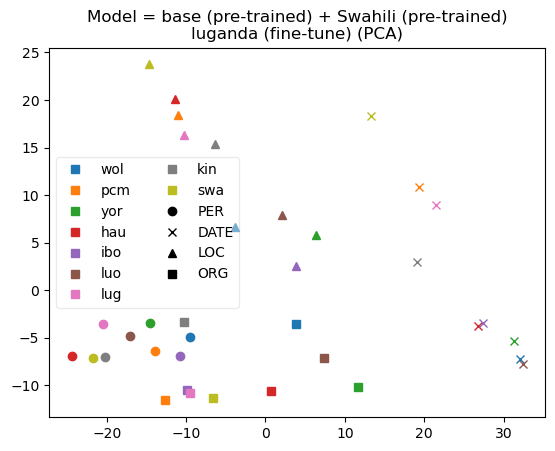 Model = base (pre-trained) + Swahili (pre-trained)
luganda (fine-tune) (PCA)
25
20
15
10
5
0
−5
−10
wol
pcm
yor
hau
ibo
luo
lug
kin
swa
PER
DATE
LOC
ORG
−20
−10
0
10
20
30